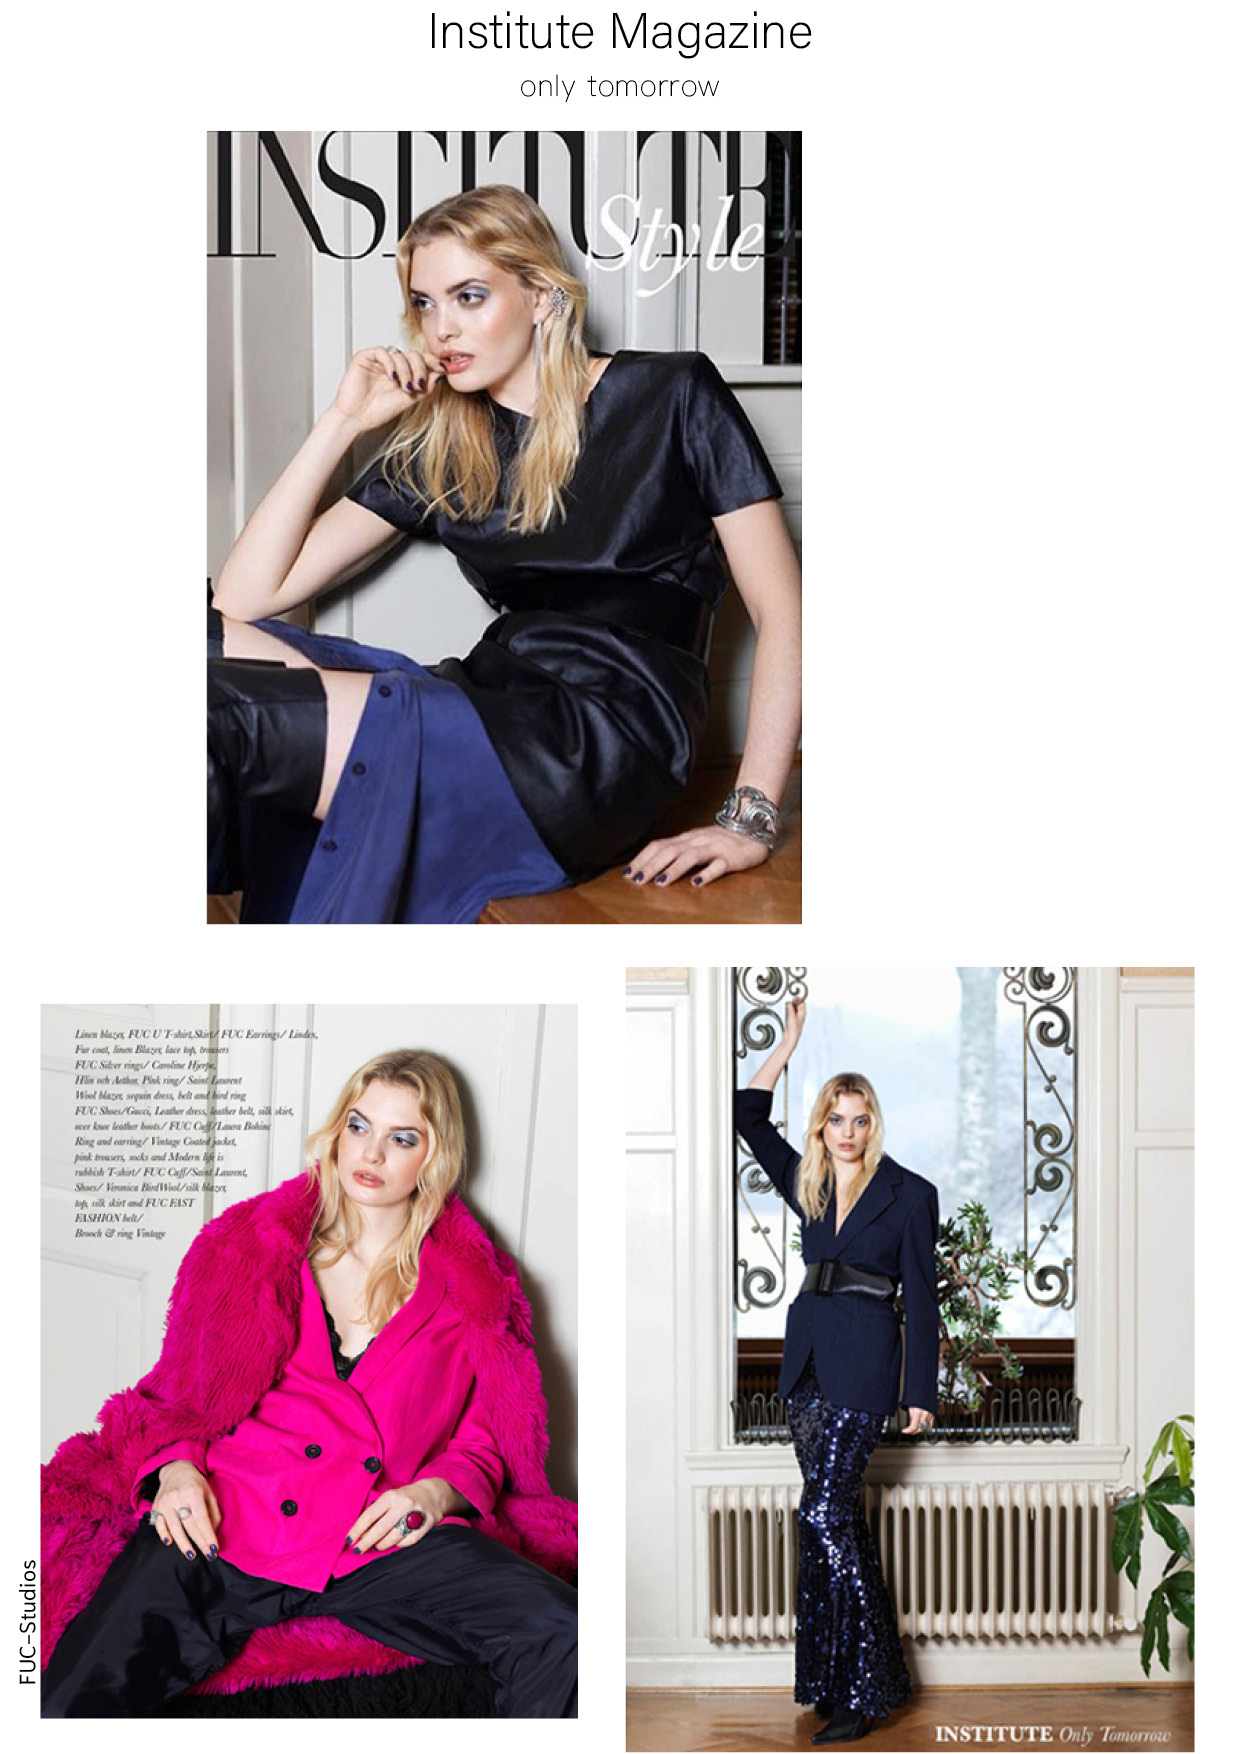 Institute Magazine
only tomorrow
INSTITUTE
Style
Linen blazer, FUC U T-shirt,Skirt/ FUC Earrings/ Lindex,
Fur coat, linen Blazer, lace top, trousers
FUC Silver rings/ Caroline Hjerpe,
Hlin och Aethor, Pink ring/ Saint Laurent
Wool blazer, sequin dress, belt and bird ring
FUC Shoes/Gucci, Leather dress, leather belt, silk skirt,
over knee leather boots/ FUC Cuff/Laura Bohinc
Ring and earring/ Vintage Coated jacket,
pink trousers, socks and Modern life is
rubbish T-shirt/ FUC Cuff/Saint Laurent,
Shoes/ Veronica BirdWool/silk blazer,
top, silk skirt and FUC FAST
FASHION belt/
Brooch & ring Vintage
FUC-Studios
INSTITUTE Only Tomorrow